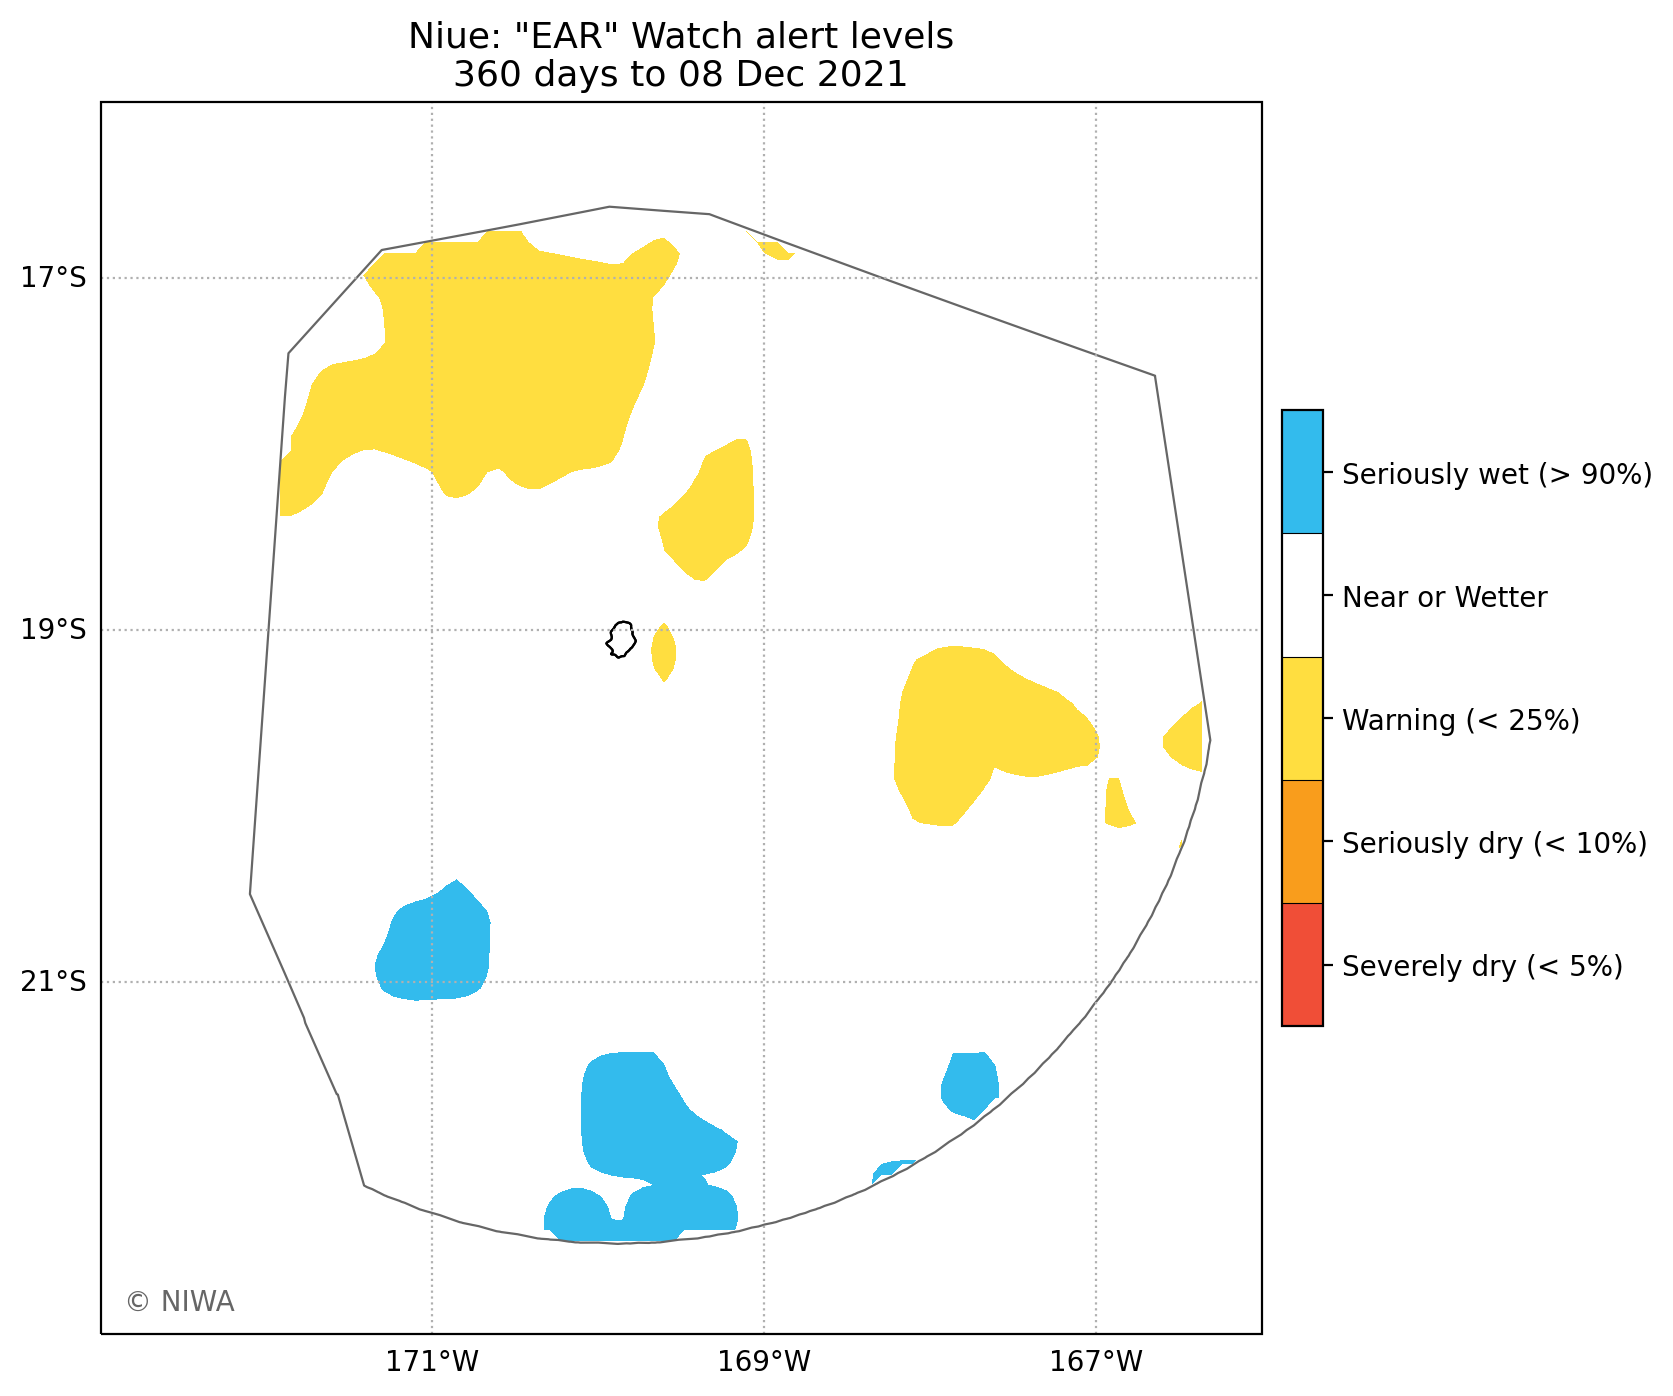 Niue: "EAR" Watch alert levels
360 days to 08 Dec 2021
17°S
19°S
21°S
171°W
169°W
167°W
Seriously wet (> 90%)
Near or Wetter
Warning (< 25%)
Seriously dry (< 10%)
Severely dry (< 5%)
© NIWA